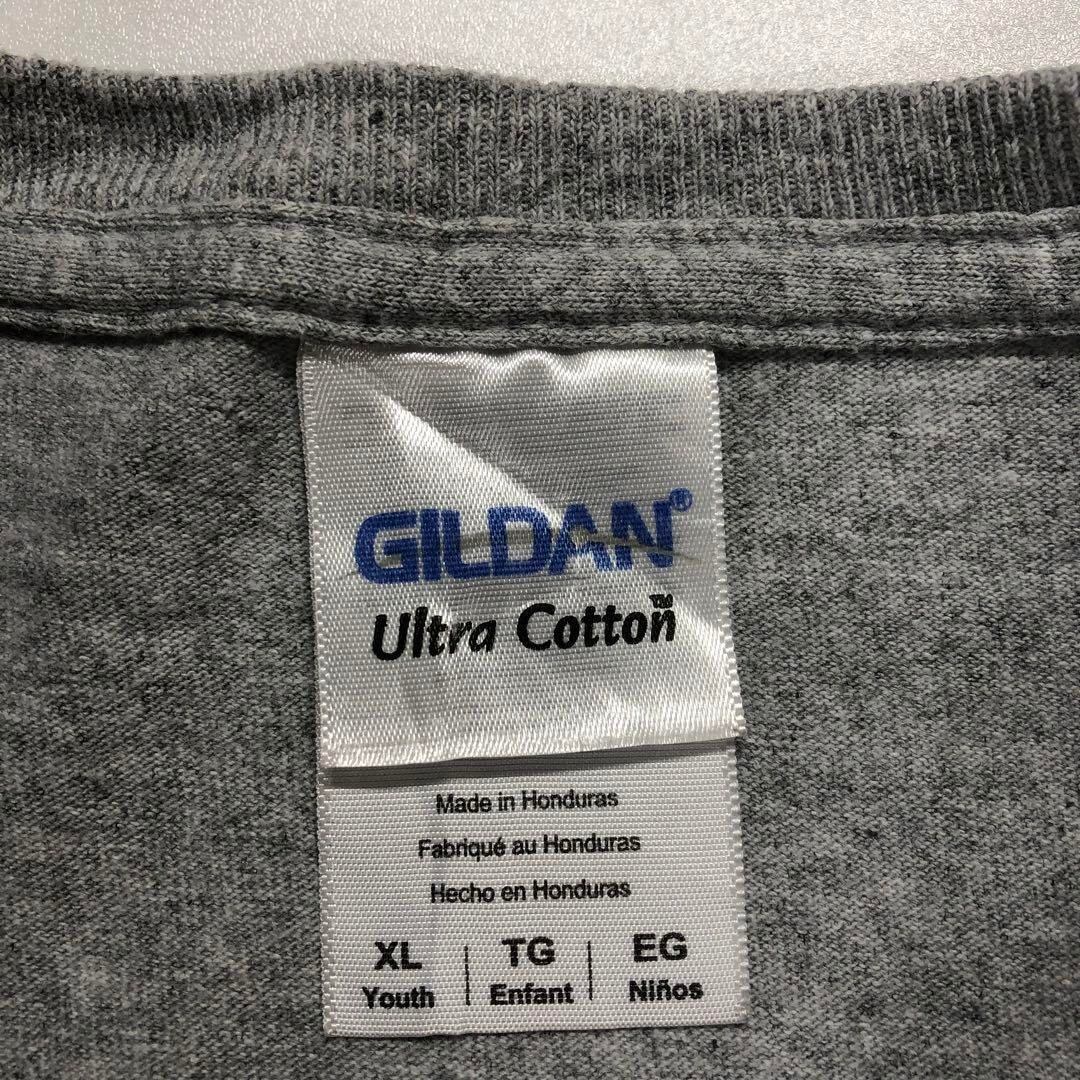 GILDAN®
Ultra Cotton™
Made in Honduras
Fabriqué au Honduras
Hecho en Honduras
XL | TG | EG
Youth | Enfant | Niños